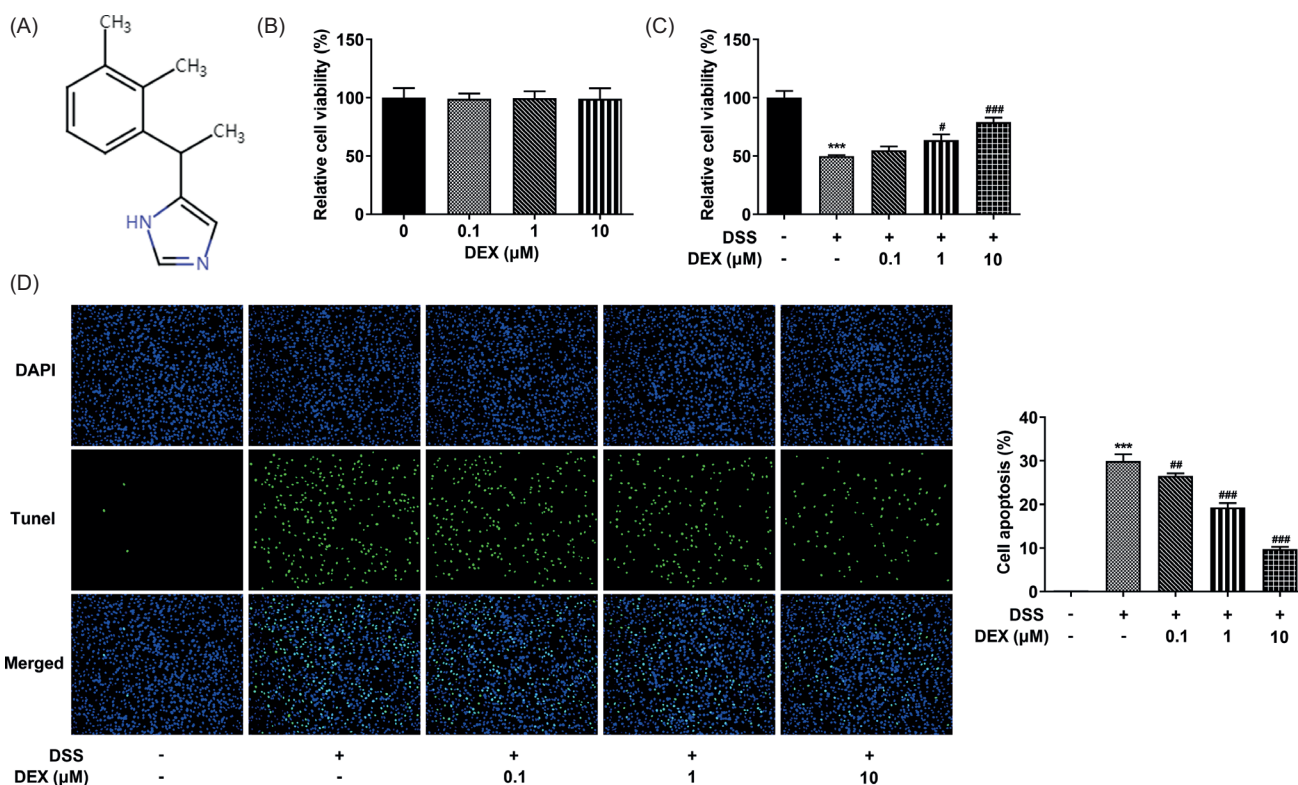 (A)
CH₃
CH₃
CH₃
HN
N
(B)
Relative cell viability (%)
150
100
50
0
0 0.1 1 10
DEX (µM)
(C)
Relative cell viability (%)
150
100
50
0
***
#
###
DSS - + + + +
DEX (µM) - - 0.1 1 10
(D)
DAPI
Tunel
Merged
DSS - + + + +
DEX (µM) - - 0.1 1 10
Cell apoptosis (%)
40
30
20
10
0
***
##
###
###
DSS - + + + +
DEX (µM) - - 0.1 1 10